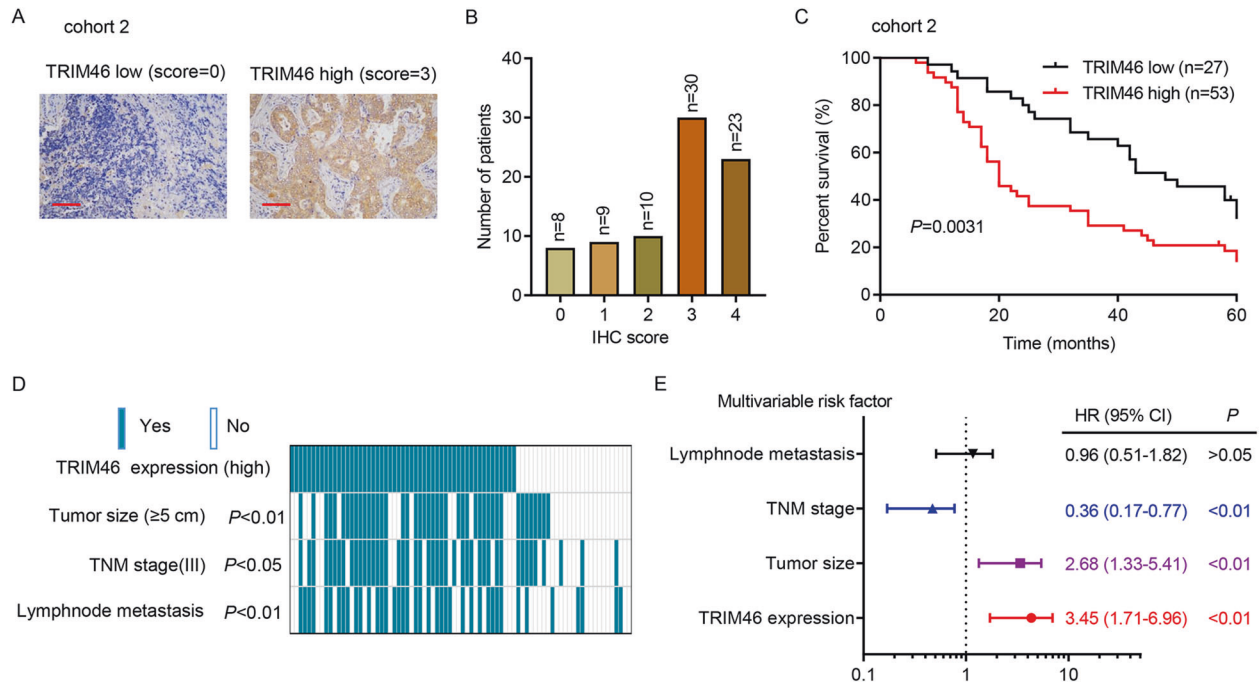 A
cohort 2
TRIM46 low (score=0)
TRIM46 high (score=3)
B
Number of patients
40
30
20
10
0
n=8
n=9
n=10
n=30
n=23
0 1 2 3 4
IHC score
C
cohort 2
Percent survival (%)
100
80
60
40
20
0
TRIM46 low (n=27)
TRIM46 high (n=53)
P=0.0031
0 20 40 60
Time (months)
D
Yes No
TRIM46 expression (high)
Tumor size (≥5 cm) P<0.01
TNM stage(III) P<0.05
Lymphnode metastasis P<0.01
E
Multivariable risk factor HR (95% CI) P
Lymphnode metastasis 0.96 (0.51-1.82) >0.05
TNM stage 0.36 (0.17-0.77) <0.01
Tumor size 2.68 (1.33-5.41) <0.01
TRIM46 expression 3.45 (1.71-6.96) <0.01
0.1 1 10